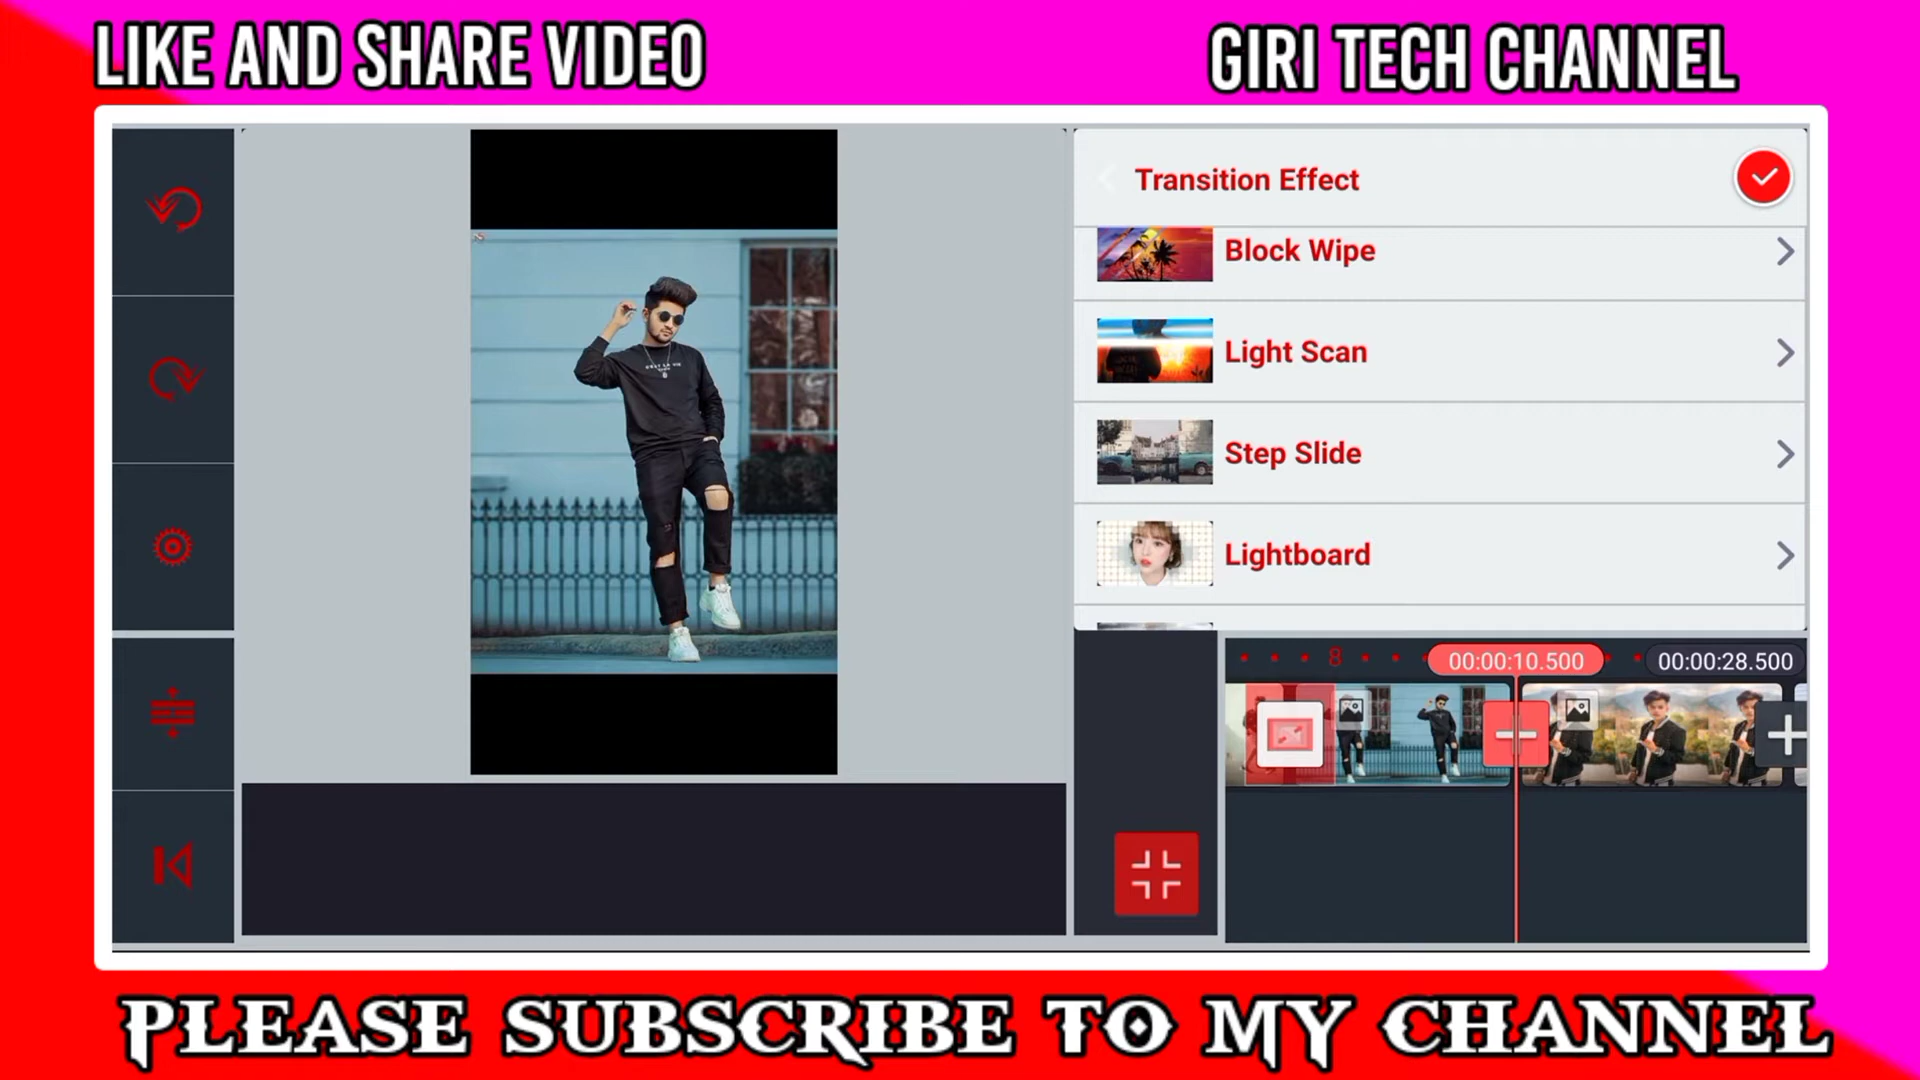 LIKE AND SHARE VIDEO
GIRI TECH CHANNEL
Transition Effect
Block Wipe
Light Scan
Step Slide
Lightboard
8
00:00:10.500
00:00:28.500
PLEASE SUBSCRIBE TO MY CHANNEL